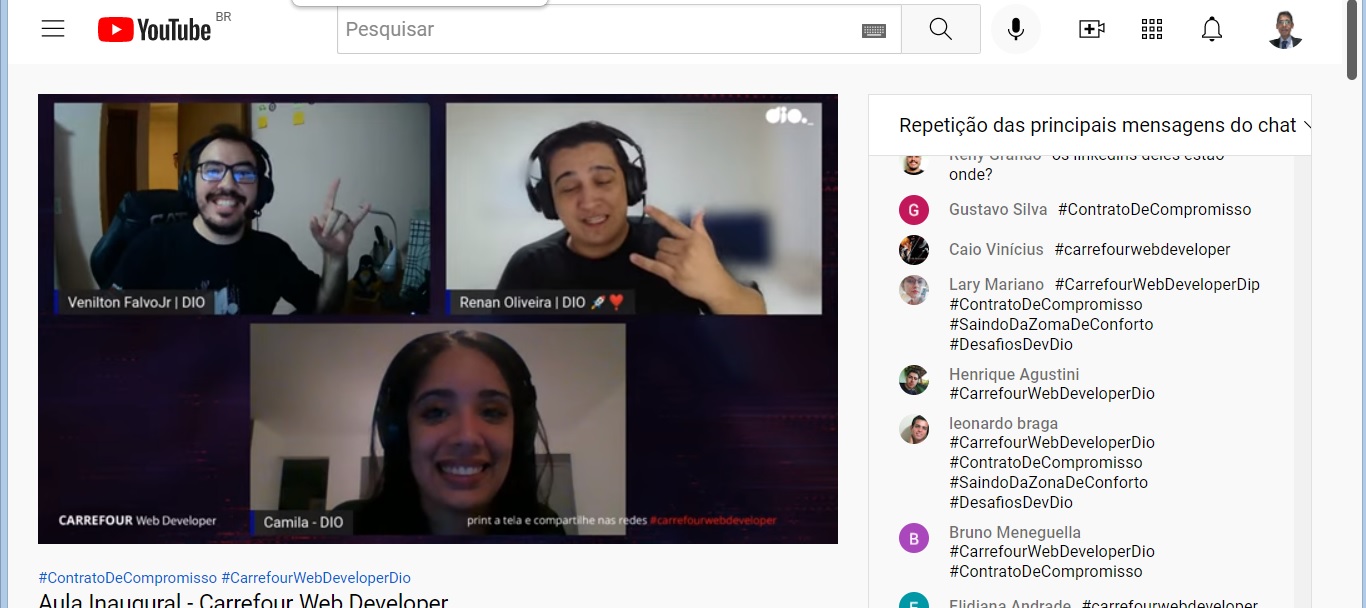 YouTube BR
Pesquisar
dio._
Venilton FalvoJr | DIO
Renan Oliveira | DIO 🚀❤️
Camila - DIO
CARREFOUR Web Developer
print a tela e compartilhe nas redes #carrefourwebdeveloper
#ContratoDeCompromisso #CarrefourWebDeveloperDio
Aula Inaugural - Carrefour Web Developer
Repetição das principais mensagens do chat
os linkedins deles estão
onde?
G
Gustavo Silva #ContratoDeCompromisso
Caio Vinícius #carrefourwebdeveloper
Lary Mariano #CarrefourWebDeveloperDip
#ContratoDeCompromisso
#SaindoDaZomaDeConforto
#DesafiosDevDio
Henrique Agustini
#CarrefourWebDeveloperDio
leonardo braga
#CarrefourWebDeveloperDio
#ContratoDeCompromisso
#SaindoDaZonaDeConforto
#DesafiosDevDio
B
Bruno Meneguella
#CarrefourWebDeveloperDio
#ContratoDeCompromisso
Elidiana Andrade #carrefourwebdeveloper